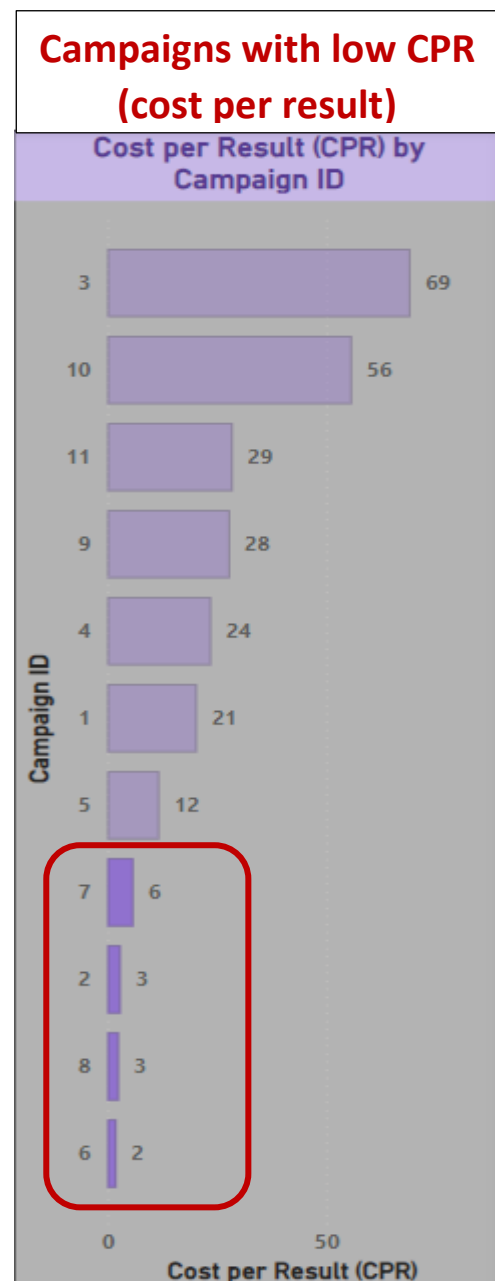 Campaigns with low CPR
(cost per result)
Cost per Result (CPR) by
Campaign ID
Campaign ID
3 69
10 56
11 29
9 28
4 24
1 21
5 12
7 6
2 3
8 3
6 2
0 50
Cost per Result (CPR)